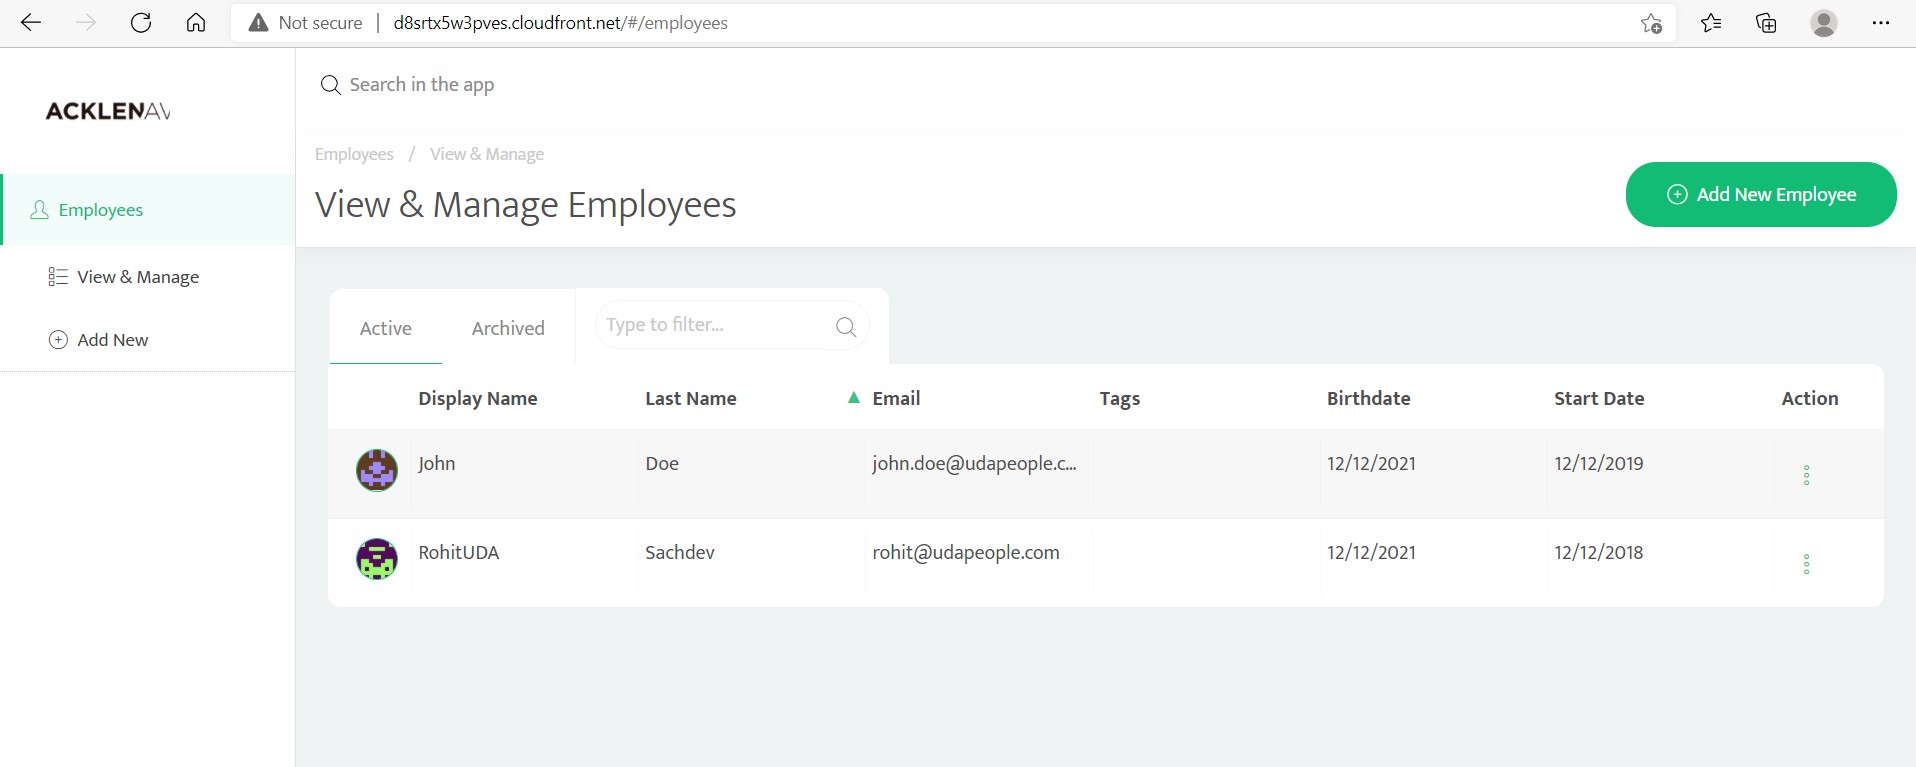 Not secure | d8srtx5w3pves.cloudfront.net/#/employees
ACKLENAV
Search in the app
Employees / View & Manage
View & Manage Employees
Add New Employee
Employees
View & Manage
Add New
Active Archived Type to filter...
Display Name Last Name ▲ Email Tags Birthdate Start Date Action
John Doe john.doe@udapeople.c... 12/12/2021 12/12/2019
RohitUDA Sachdev rohit@udapeople.com 12/12/2021 12/12/2018